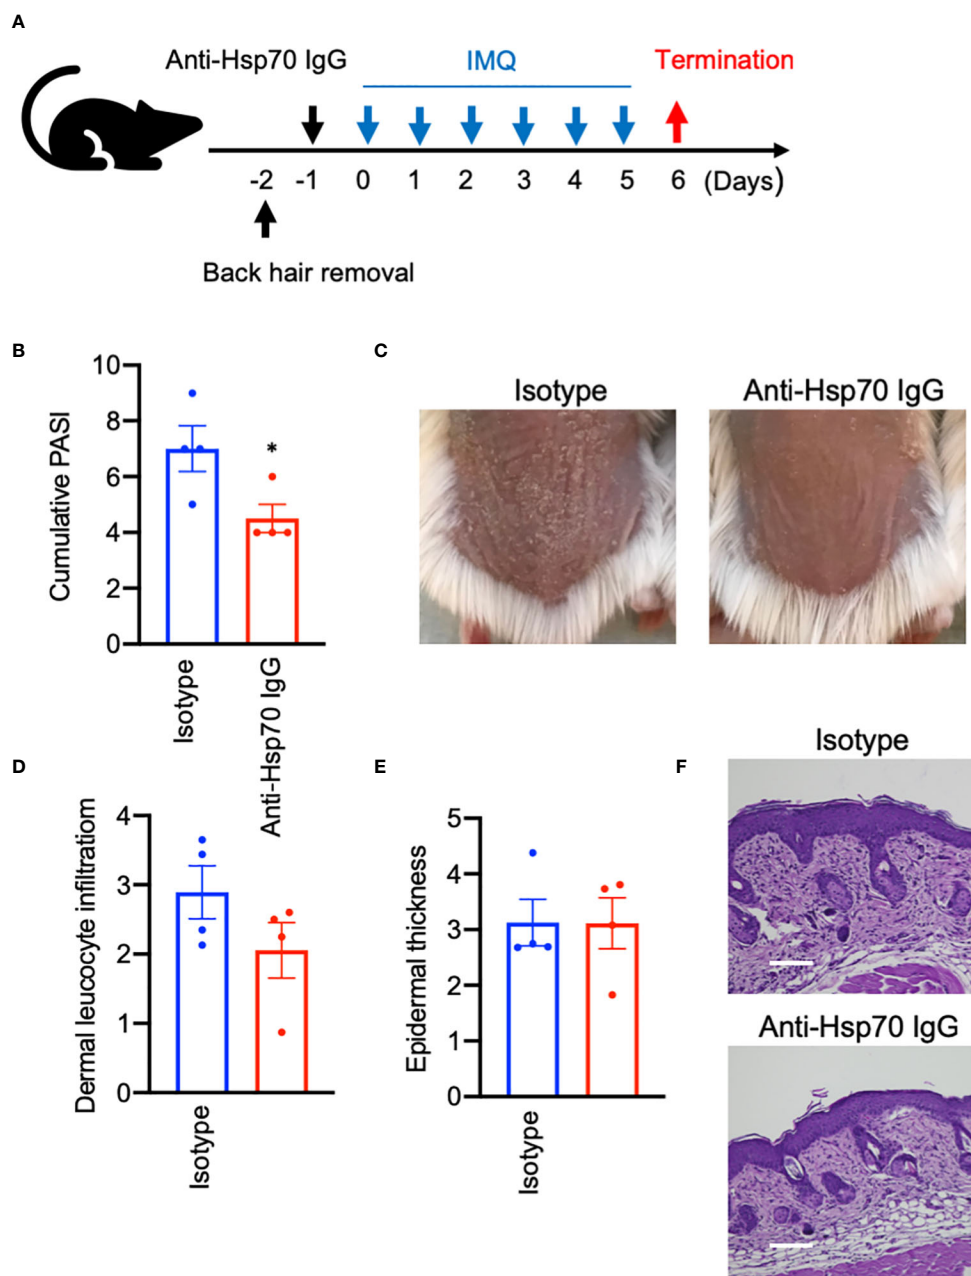 A
Anti-Hsp70 IgG IMQ Termination
-2 -1 0 1 2 3 4 5 6 (Days)
Back hair removal
B
Cumulative PASI
10
8
6
4
2
0
*
Isotype
Anti-Hsp70 IgG
C
Isotype Anti-Hsp70 IgG
D
Dermal leucocyte infiltratiom
4
3
2
1
0
Isotype
E
Epidermal thickness
5
4
3
2
1
0
Isotype
F
Isotype
Anti-Hsp70 IgG